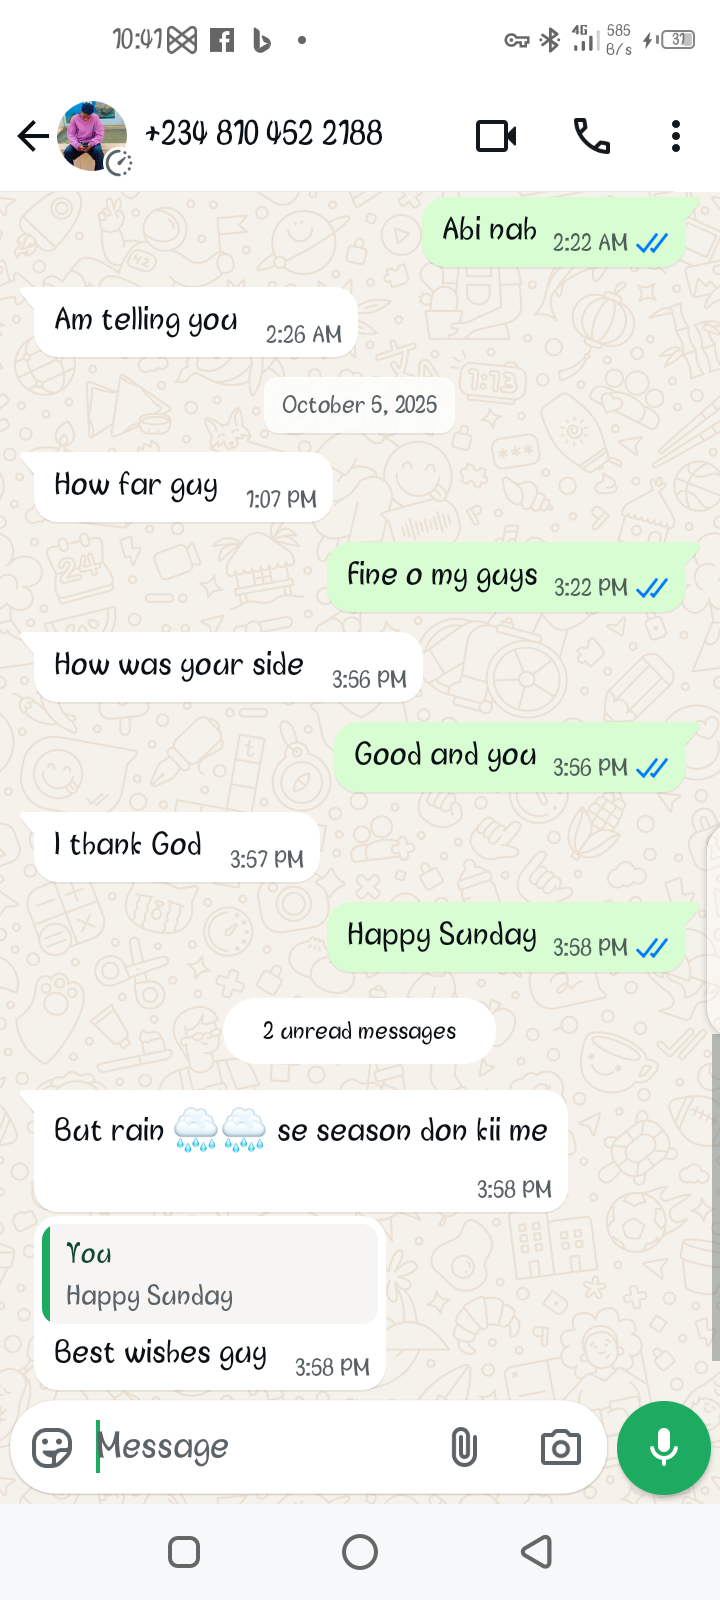 10:41
4G 585 B/s 37
+234 810 452 2188
Abi nah 2:22 AM
Am telling you 2:26 AM
October 5, 2025
How far guy 1:07 PM
Fine o my guys 3:22 PM
How was your side 3:56 PM
Good and you 3:56 PM
I thank God 3:57 PM
Happy Sunday 3:58 PM
2 unread messages
But rain 🌧️🌧️ se season don kii me
3:58 PM
You
Happy Sunday
Best wishes guy 3:58 PM
Message